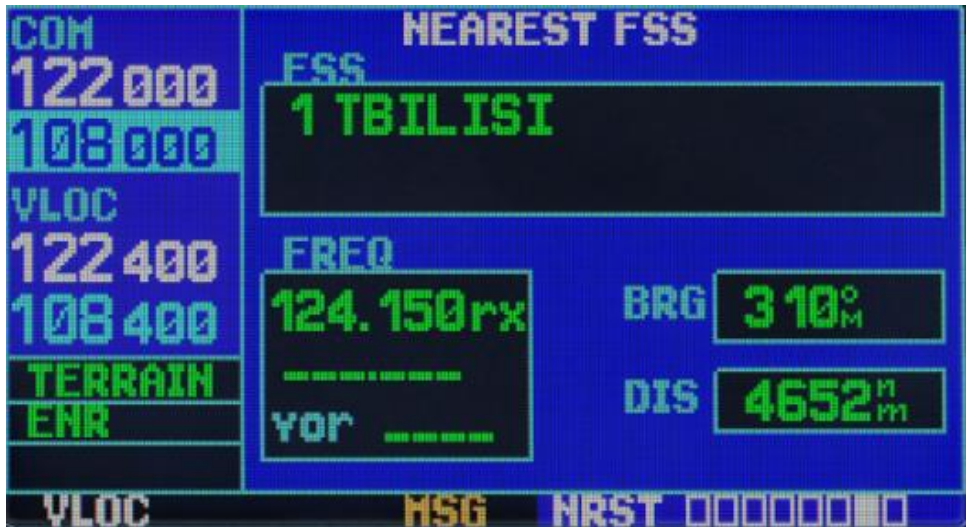 COM
122000
108000
VLOC
122400
108400
TERRAIN
ENR
NEAREST FSS
FSS
1 TBILISI
FREQ
124.150rx
---.---
vor ----
BRG 310°M
DIS 4652nm
VLOC MSG NRST